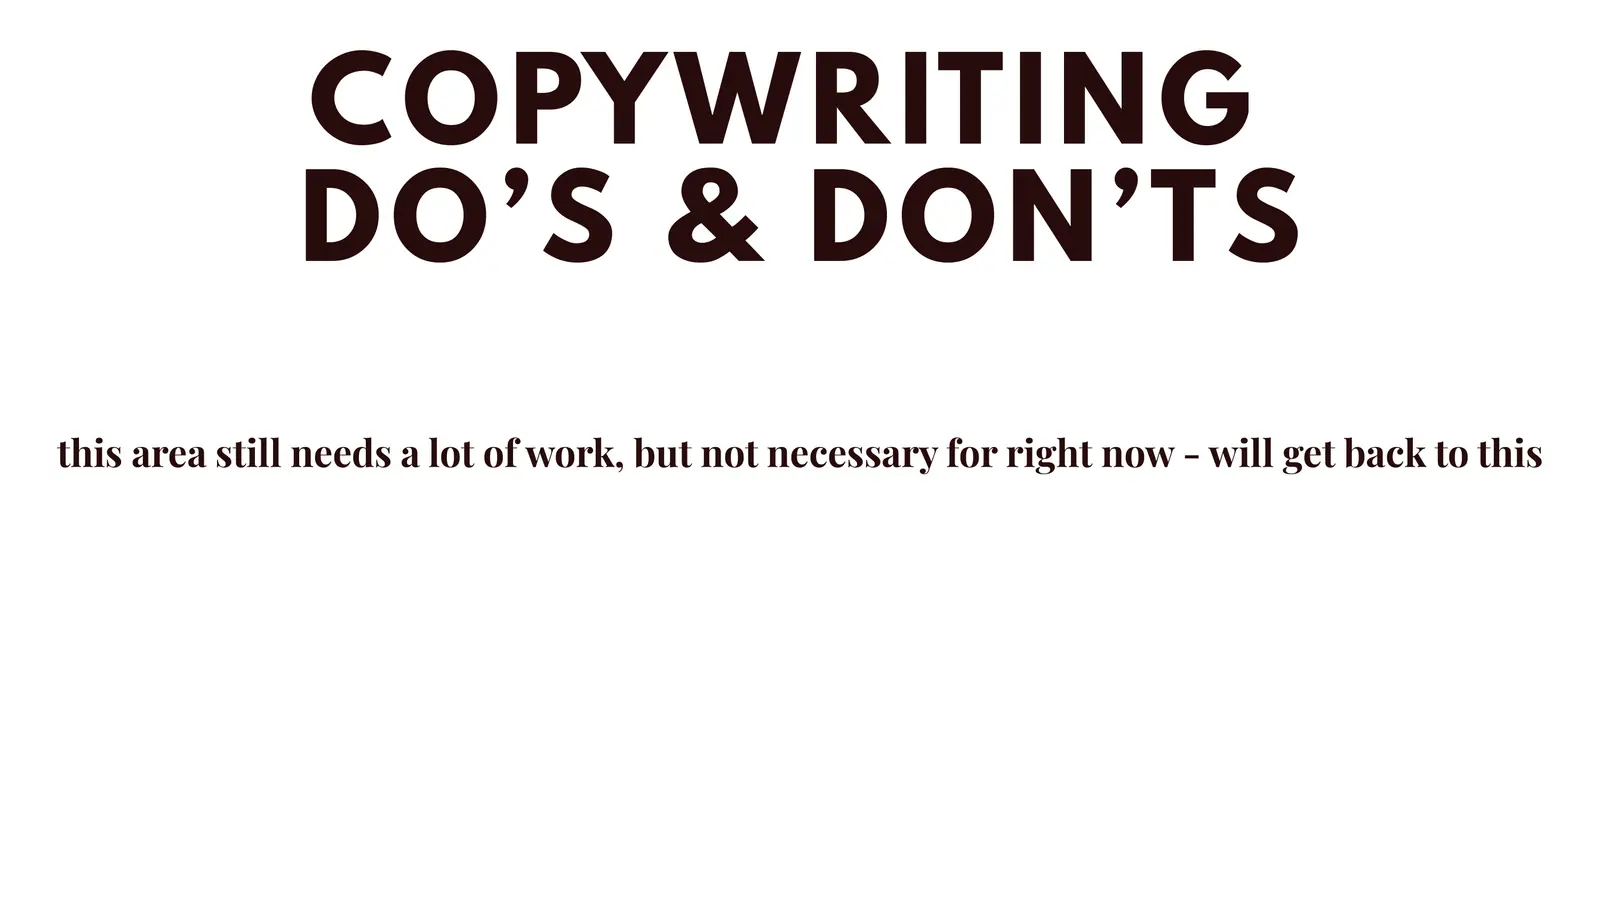 COPYWRITING
DO’S & DON’TS
this area still needs a lot of work, but not necessary for right now - will get back to this